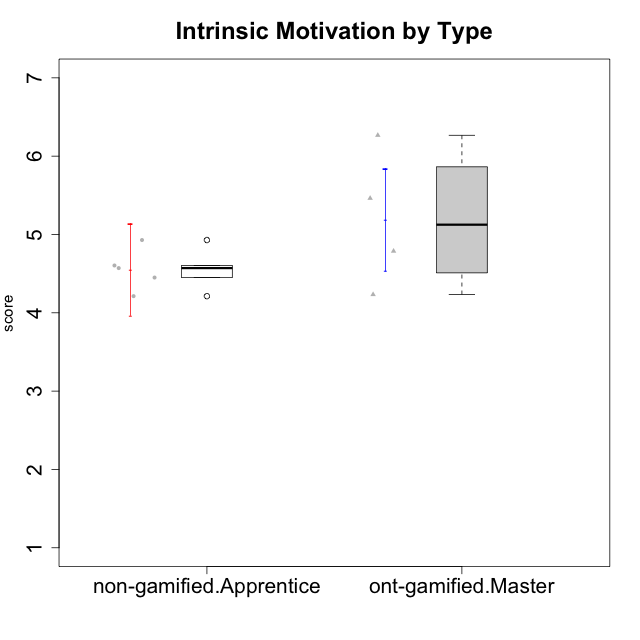 Intrinsic Motivation by Type
7
6
5
4
3
2
1
score
non-gamified.Apprentice
ont-gamified.Master